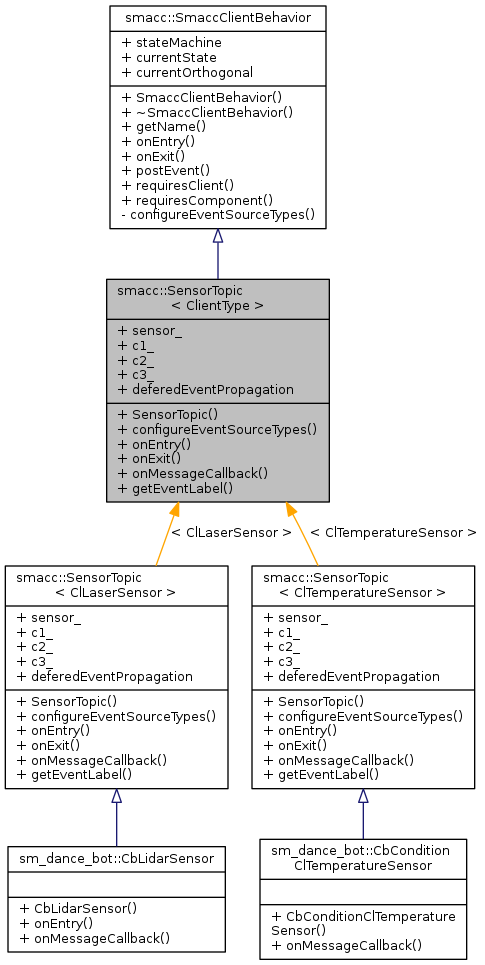 smacc::SmaccClientBehavior
+ stateMachine
+ currentState
+ currentOrthogonal
+ SmaccClientBehavior()
+ ~SmaccClientBehavior()
+ getName()
+ onEntry()
+ onExit()
+ postEvent()
+ requiresClient()
+ requiresComponent()
- configureEventSourceTypes()
smacc::SensorTopic
< ClientType >
+ sensor_
+ c1_
+ c2_
+ c3_
+ deferedEventPropagation
+ SensorTopic()
+ configureEventSourceTypes()
+ onEntry()
+ onExit()
+ onMessageCallback()
+ getEventLabel()
< ClLaserSensor >
< ClTemperatureSensor >
smacc::SensorTopic
< ClLaserSensor >
+ sensor_
+ c1_
+ c2_
+ c3_
+ deferedEventPropagation
+ SensorTopic()
+ configureEventSourceTypes()
+ onEntry()
+ onExit()
+ onMessageCallback()
+ getEventLabel()
smacc::SensorTopic
< ClTemperatureSensor >
+ sensor_
+ c1_
+ c2_
+ c3_
+ deferedEventPropagation
+ SensorTopic()
+ configureEventSourceTypes()
+ onEntry()
+ onExit()
+ onMessageCallback()
+ getEventLabel()
sm_dance_bot::CbLidarSensor
+ CbLidarSensor()
+ onEntry()
+ onMessageCallback()
sm_dance_bot::CbCondition
ClTemperatureSensor
+ CbConditionClTemperature
Sensor()
+ onMessageCallback()